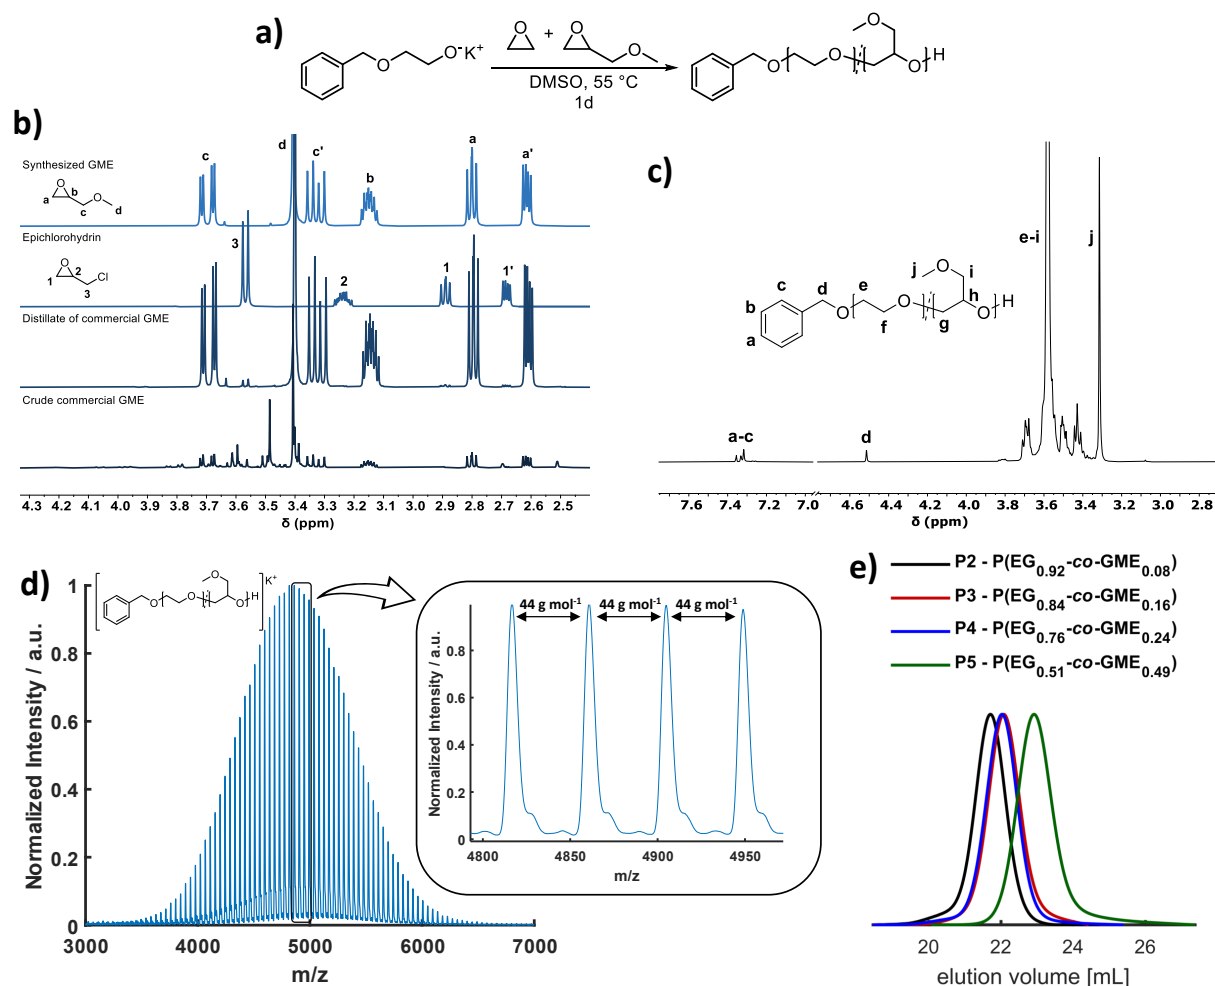 a)
O⁻K⁺
O
O
+
O
O
DMSO, 55 °C
1d
O
O
O
O
H
b)
Synthesized GME
O
a
b
c
O
d
c
d
c'
b
a
a'
Epichlorohydrin
O
1
2
3
Cl
3
2
1
1'
Distillate of commercial GME
Crude commercial GME
4.3 4.2 4.1 4.0 3.9 3.8 3.7 3.6 3.5 3.4 3.3 3.2 3.1 3.0 2.9 2.8 2.7 2.6 2.5
δ (ppm)
c)
e-i
j
j
O
i
a
b
c
d
O
e
f
O
g
h
O
H
a-c
d
7.6 7.4 7.2 7.0 4.6 4.4 4.2 4.0 3.8 3.6 3.4 3.2 3.0 2.8
δ (ppm)
d)
O
O
O
O
H
K⁺
Normalized Intensity / a.u.
1
0.8
0.6
0.4
0.2
0
3000 4000 5000 6000 7000
m/z
44 g mol⁻¹ 44 g mol⁻¹ 44 g mol⁻¹
Normalized Intensity / a.u.
1
0.8
0.6
0.4
0.2
0
4800 4850 4900 4950
m/z
e)
P2 - P(EG₀.₉₂-co-GME₀.₀₈)
P3 - P(EG₀.₈₄-co-GME₀.₁₆)
P4 - P(EG₀.₇₆-co-GME₀.₂₄)
P5 - P(EG₀.₅₁-co-GME₀.₄₉)
20 22 24 26
elution volume [mL]